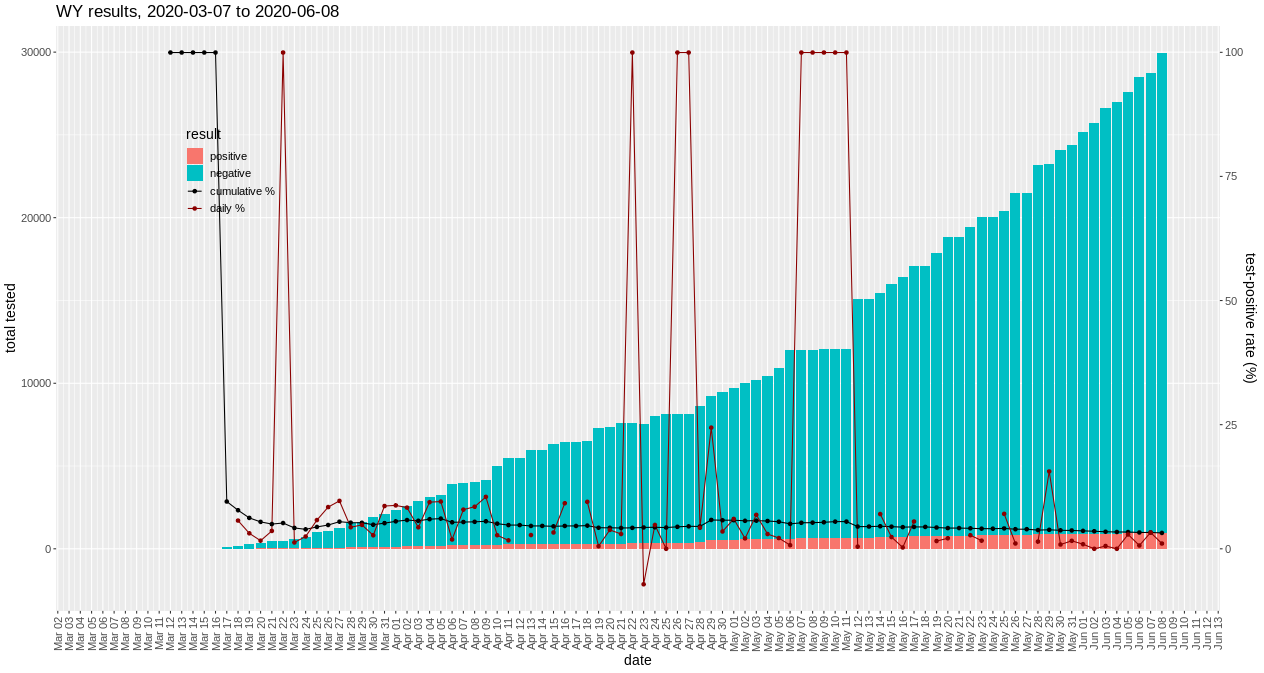 WY results, 2020-03-07 to 2020-06-08
30000
20000
10000
0
total tested
result
positive
negative
cumulative %
daily %
100
75
50
25
0
test-positive rate (%)
Mar 02
Mar 03
Mar 04
Mar 05
Mar 06
Mar 07
Mar 08
Mar 09
Mar 10
Mar 11
Mar 12
Mar 13
Mar 14
Mar 15
Mar 16
Mar 17
Mar 18
Mar 19
Mar 20
Mar 21
Mar 22
Mar 23
Mar 24
Mar 25
Mar 26
Mar 27
Mar 28
Mar 29
Mar 30
Mar 31
Apr 01
Apr 02
Apr 03
Apr 04
Apr 05
Apr 06
Apr 07
Apr 08
Apr 09
Apr 10
Apr 11
Apr 12
Apr 13
Apr 14
Apr 15
Apr 16
Apr 17
Apr 18
Apr 19
Apr 20
Apr 21
Apr 22
Apr 23
Apr 24
Apr 25
Apr 26
Apr 27
Apr 28
Apr 29
Apr 30
May 01
May 02
May 03
May 04
May 05
May 06
May 07
May 08
May 09
May 10
May 11
May 12
May 13
May 14
May 15
May 16
May 17
May 18
May 19
May 20
May 21
May 22
May 23
May 24
May 25
May 26
May 27
May 28
May 29
May 30
May 31
Jun 01
Jun 02
Jun 03
Jun 04
Jun 05
Jun 06
Jun 07
Jun 08
Jun 09
Jun 10
Jun 11
Jun 12
Jun 13
date